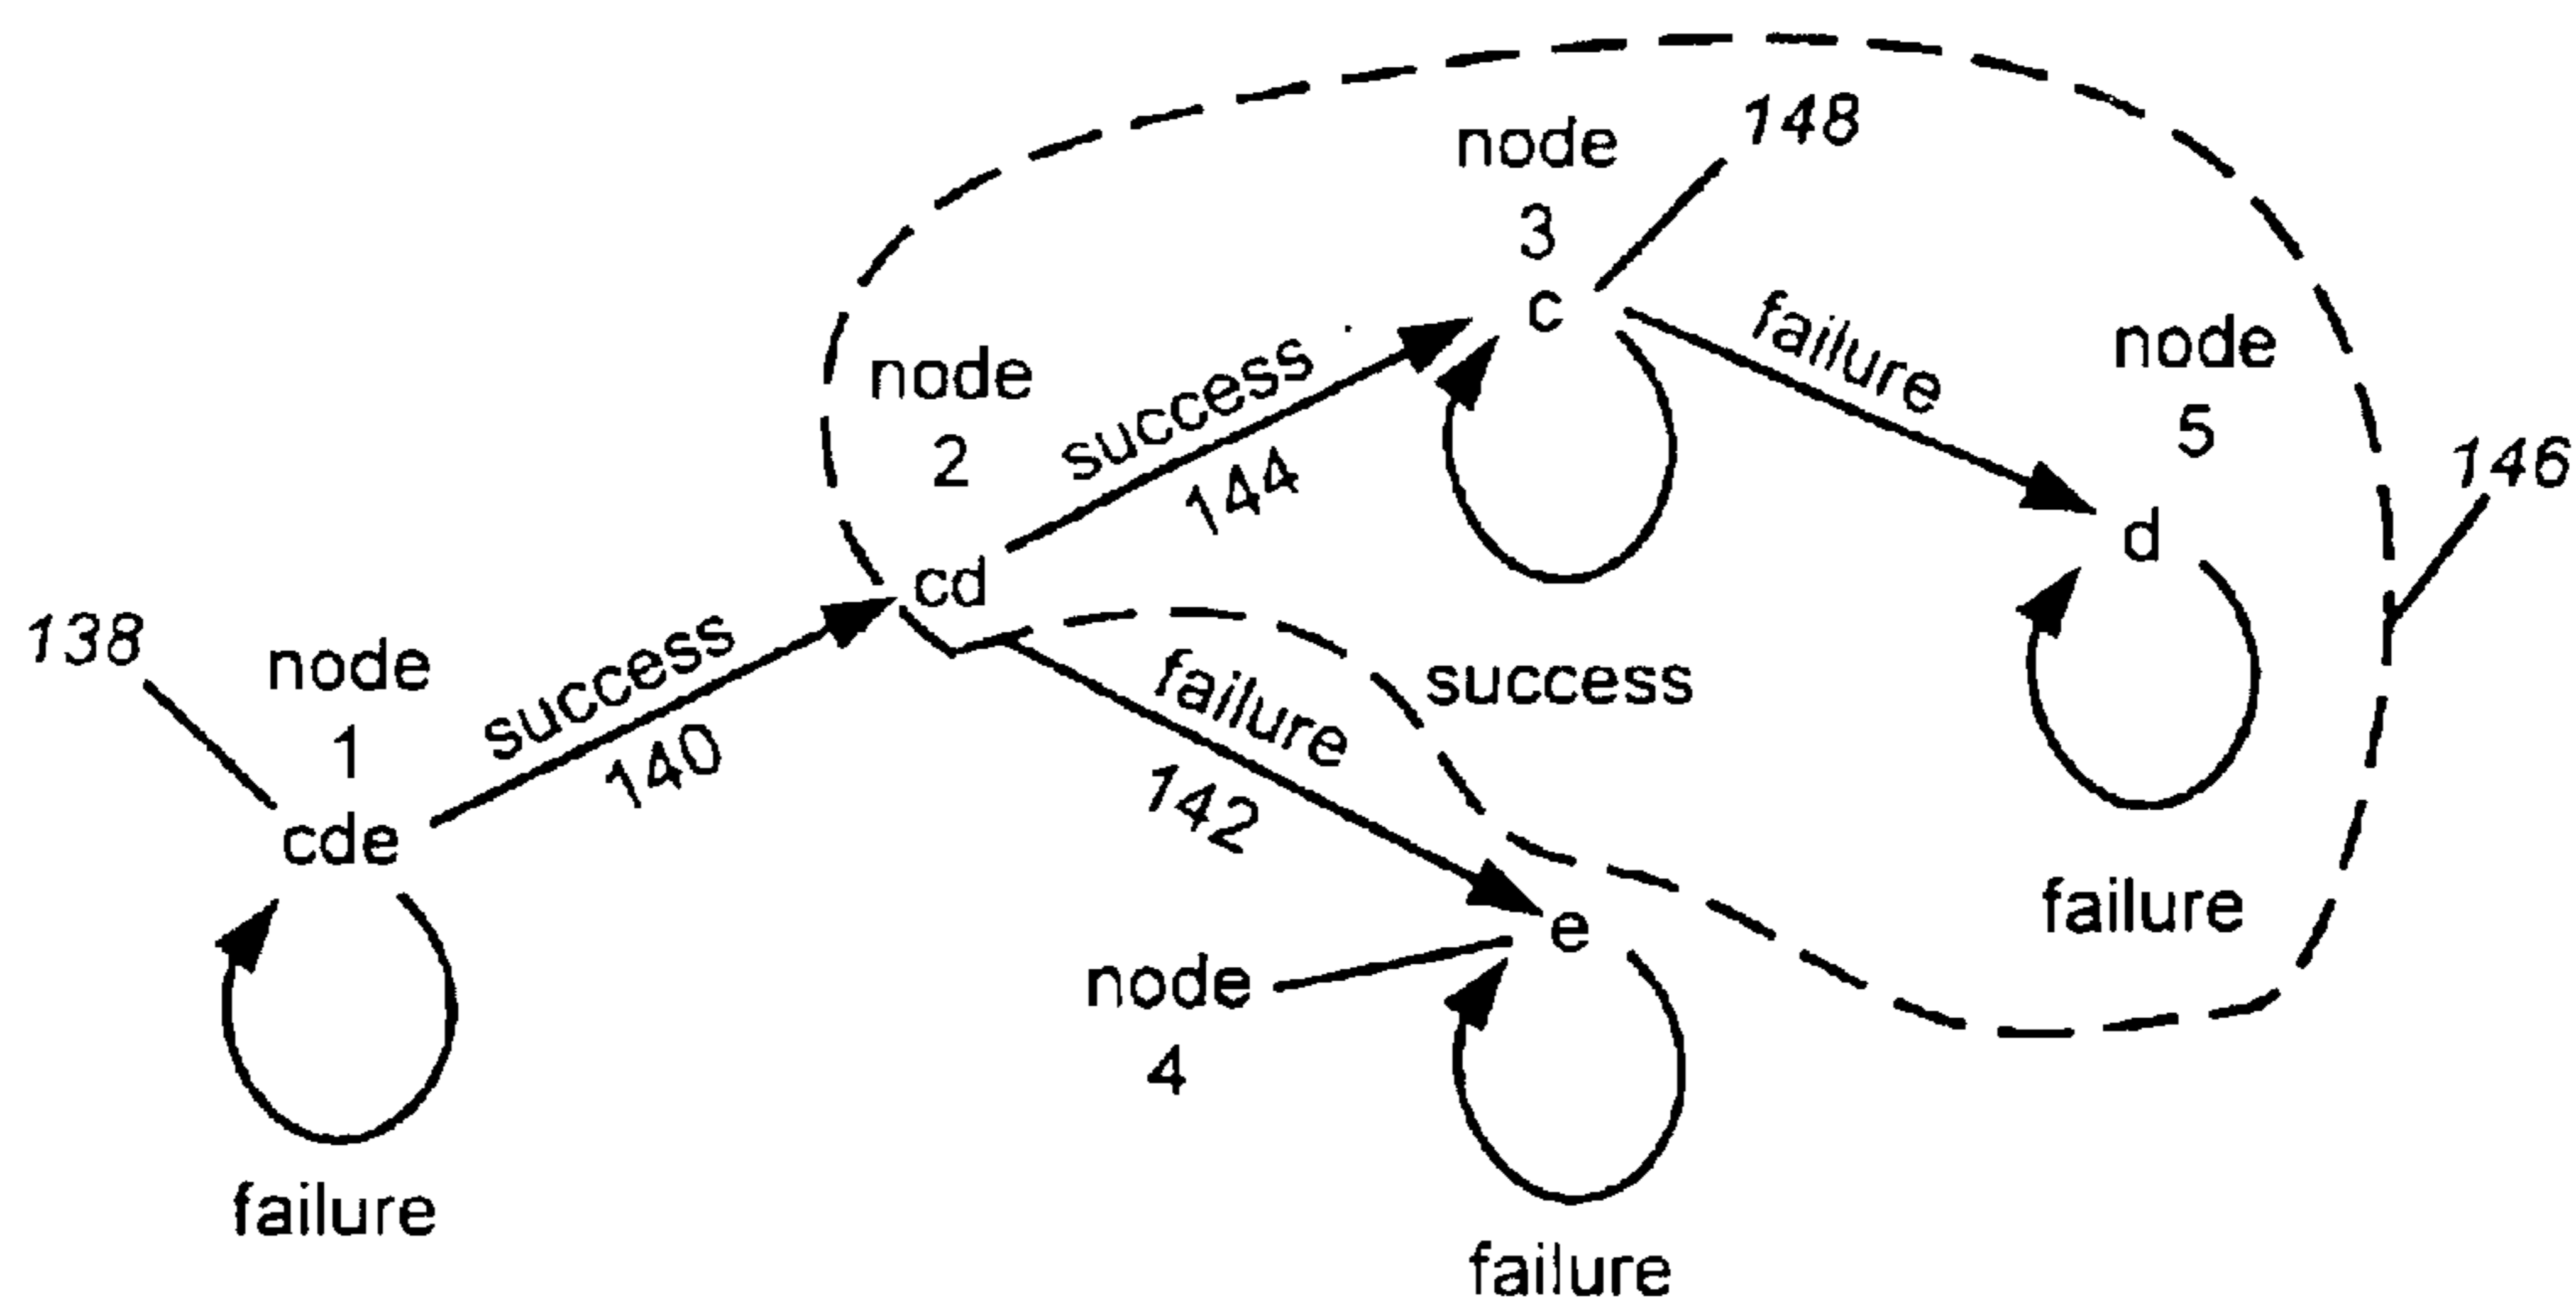 148
node
3
c
failure
node
5
d
failure
146
node
2
cd
success
144
success
failure
142
138
node
1
cde
success
140
failure
e
node
4
failure